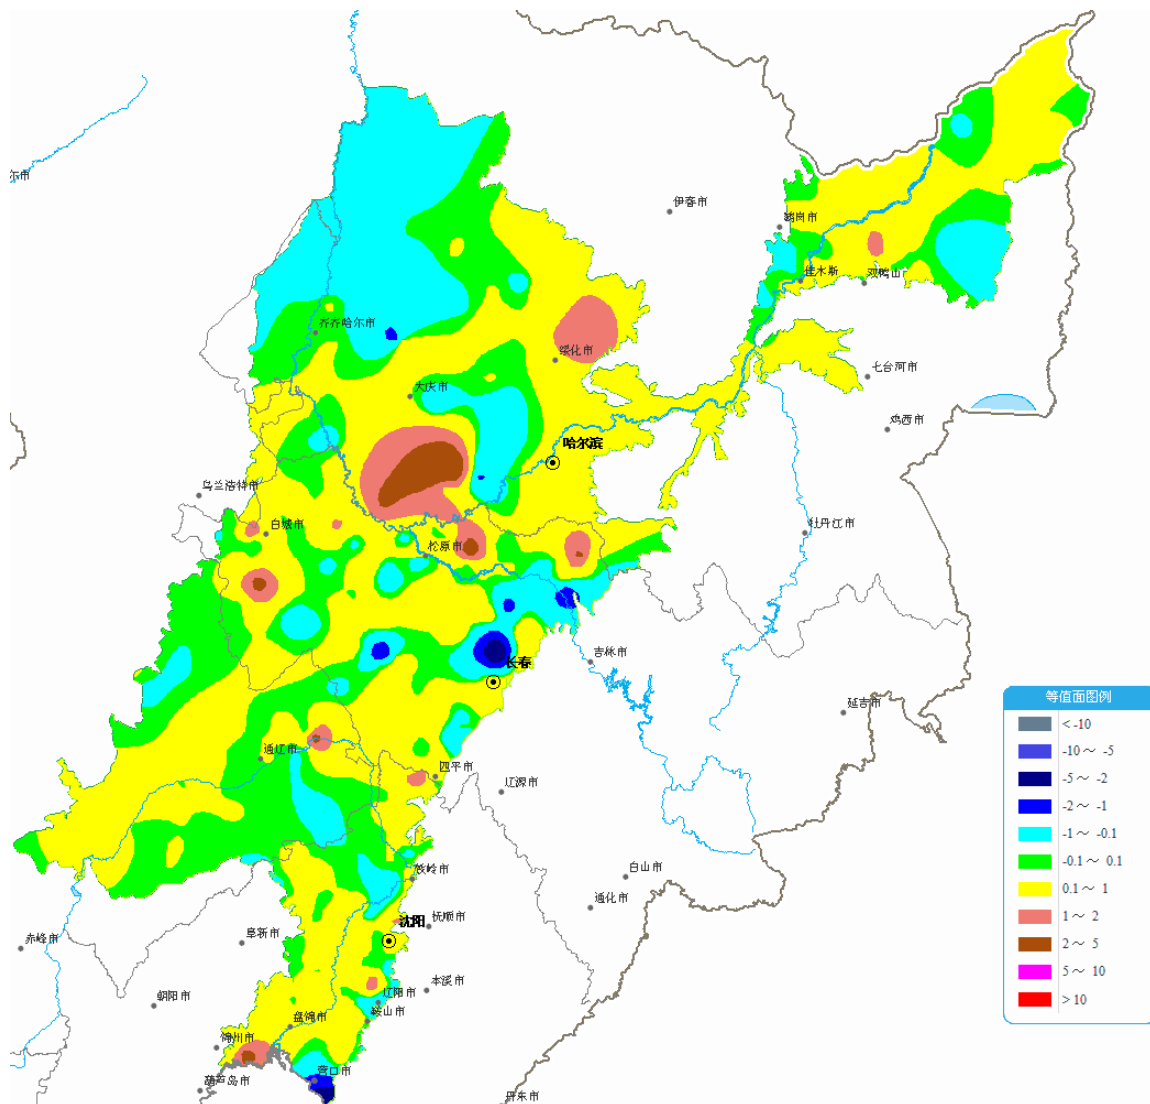 尔市
伊春市
鹤岗市
佳木斯
双鸭山
齐齐哈尔市
绥化市
七台河市
大庆市
鸡西市
哈尔滨
乌兰浩特市
白城市
牡丹江市
松原市
吉林市
长春
延吉市
通辽市
四平市
辽源市
铁岭市
白山市
通化市
沈阳
抚顺市
赤峰市
阜新市
本溪市
朝阳市
辽阳市
鞍山市
盘锦市
锦州市
营口市
葫芦岛市
丹东市
等值面图例
< -10
-10～ -5
-5～ -2
-2～ -1
-1～ -0.1
-0.1～ 0.1
0.1～ 1
1～ 2
2～ 5
5～ 10
> 10